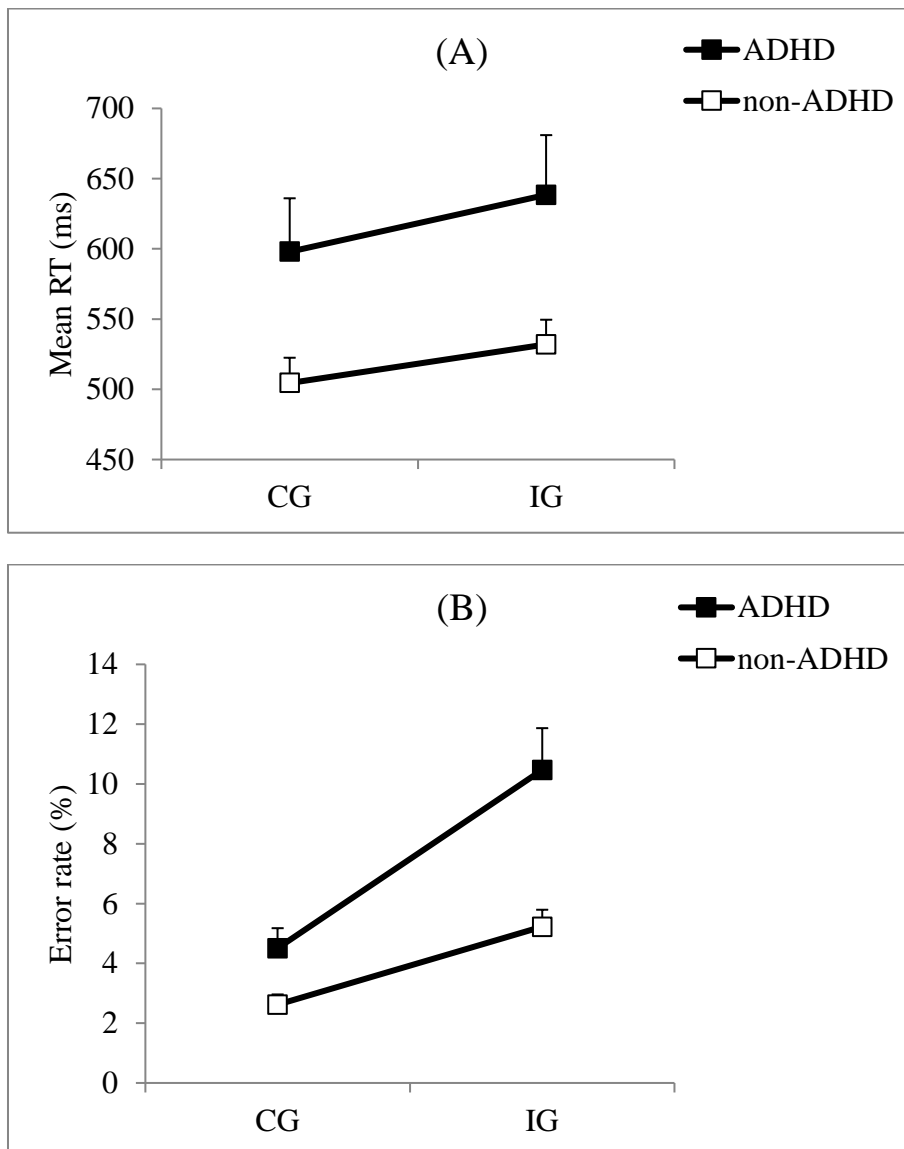 (A)
ADHD
non-ADHD
Mean RT (ms)
700
650
600
550
500
450
CG IG
(B)
ADHD
non-ADHD
Error rate (%)
14
12
10
8
6
4
2
0
CG IG